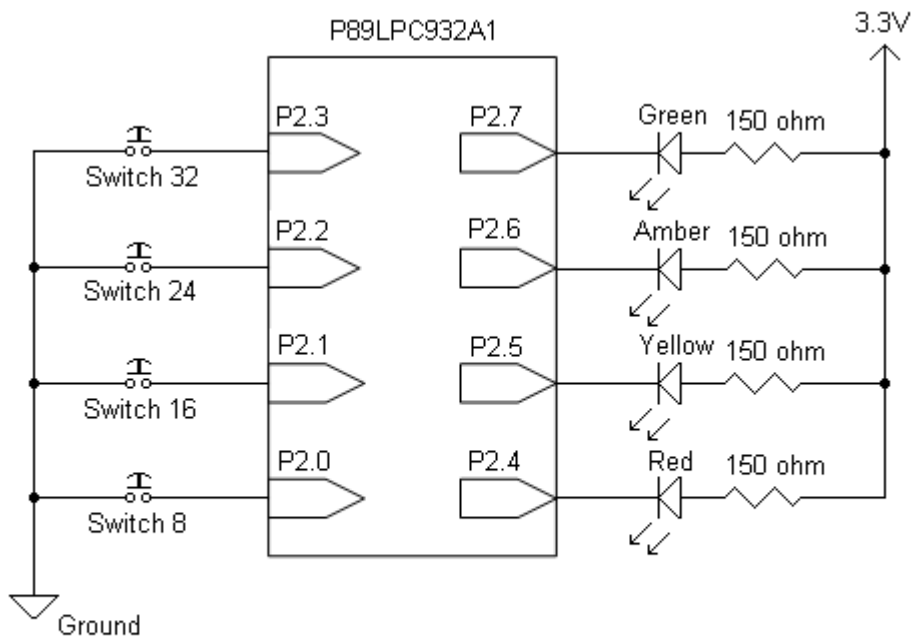 P89LPC932A1
3.3V
P2.3
P2.7
Green
150 ohm
Switch 32
P2.2
P2.6
Amber
150 ohm
Switch 24
P2.1
P2.5
Yellow
150 ohm
Switch 16
P2.0
P2.4
Red
150 ohm
Switch 8
Ground